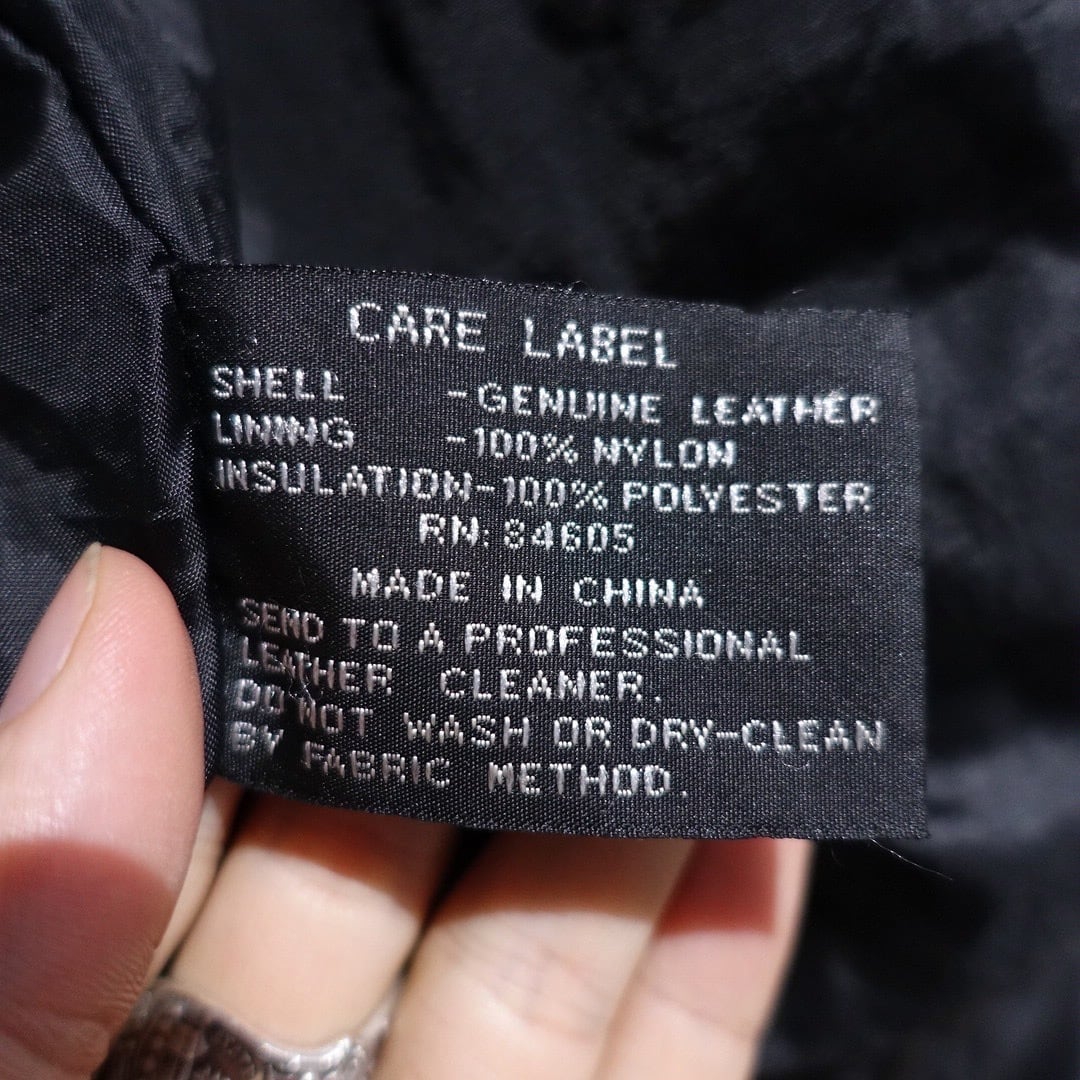 CARE LABEL
SHELL -GENUINE LEATHER
LINING -100% NYLON
INSULATION-100% POLYESTER
RN: 84605
MADE IN CHINA
SEND TO A PROFESSIONAL
LEATHER CLEANER.
DO NOT WASH OR DRY-CLEAN
BY FABRIC METHOD.